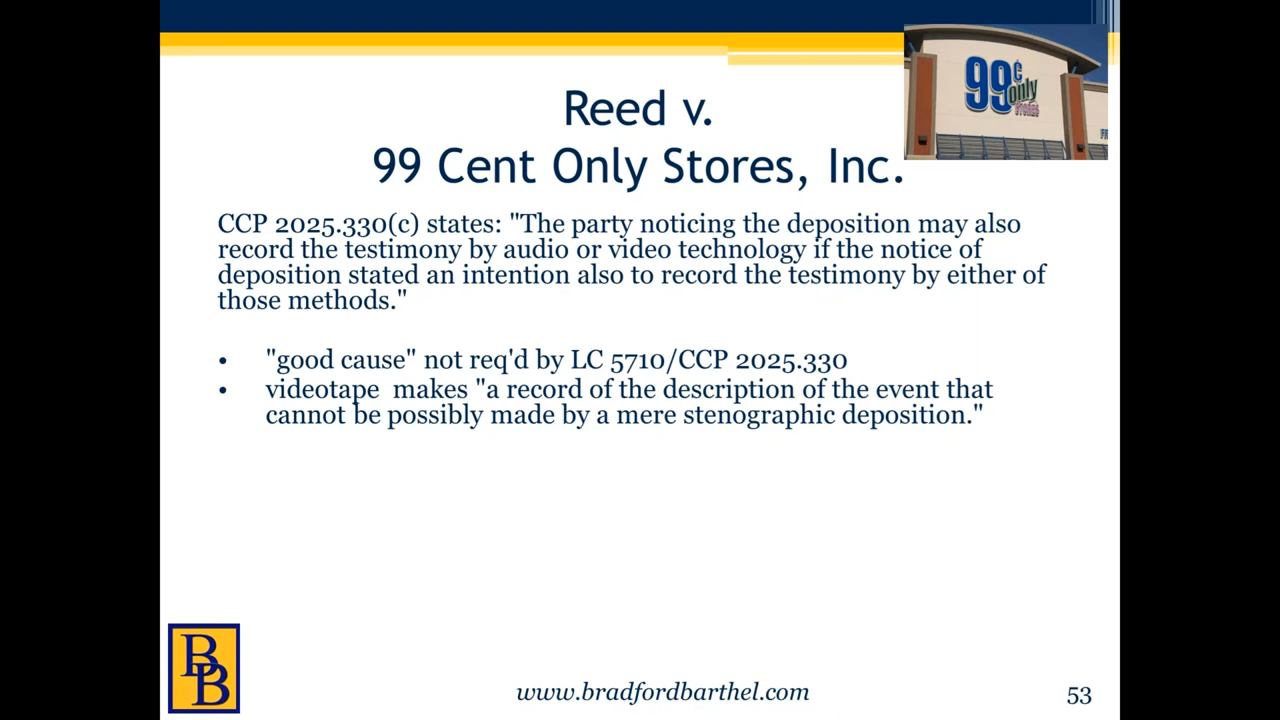 99¢
only
STORES
Reed v.
99 Cent Only Stores, Inc.
CCP 2025.330(c) states: "The party noticing the deposition may also
record the testimony by audio or video technology if the notice of
deposition stated an intention also to record the testimony by either of
those methods."
• "good cause" not req'd by LC 5710/CCP 2025.330
• videotape  makes "a record of the description of the event that
cannot be possibly made by a mere stenographic deposition."
BB
www.bradfordbarthel.com
53